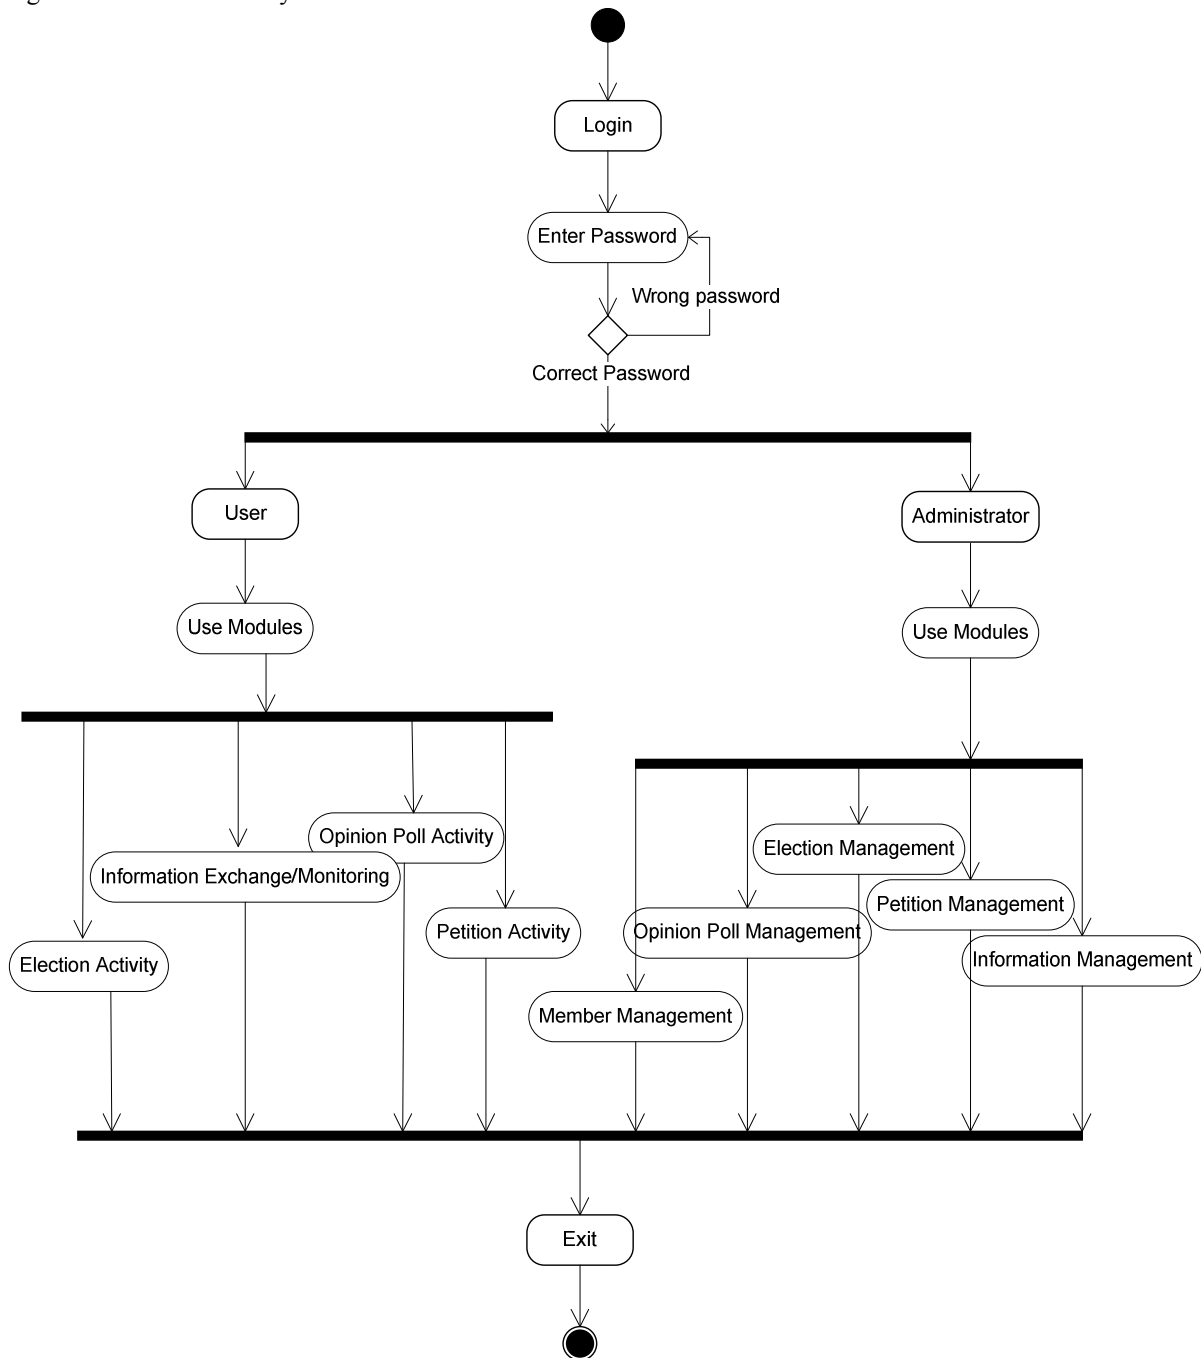 Login
Enter Password
Wrong password
Correct Password
User
Administrator
Use Modules
Use Modules
Opinion Poll Activity
Election Management
Information Exchange/Monitoring
Petition Management
Petition Activity
Opinion Poll Management
Election Activity
Information Management
Member Management
Exit